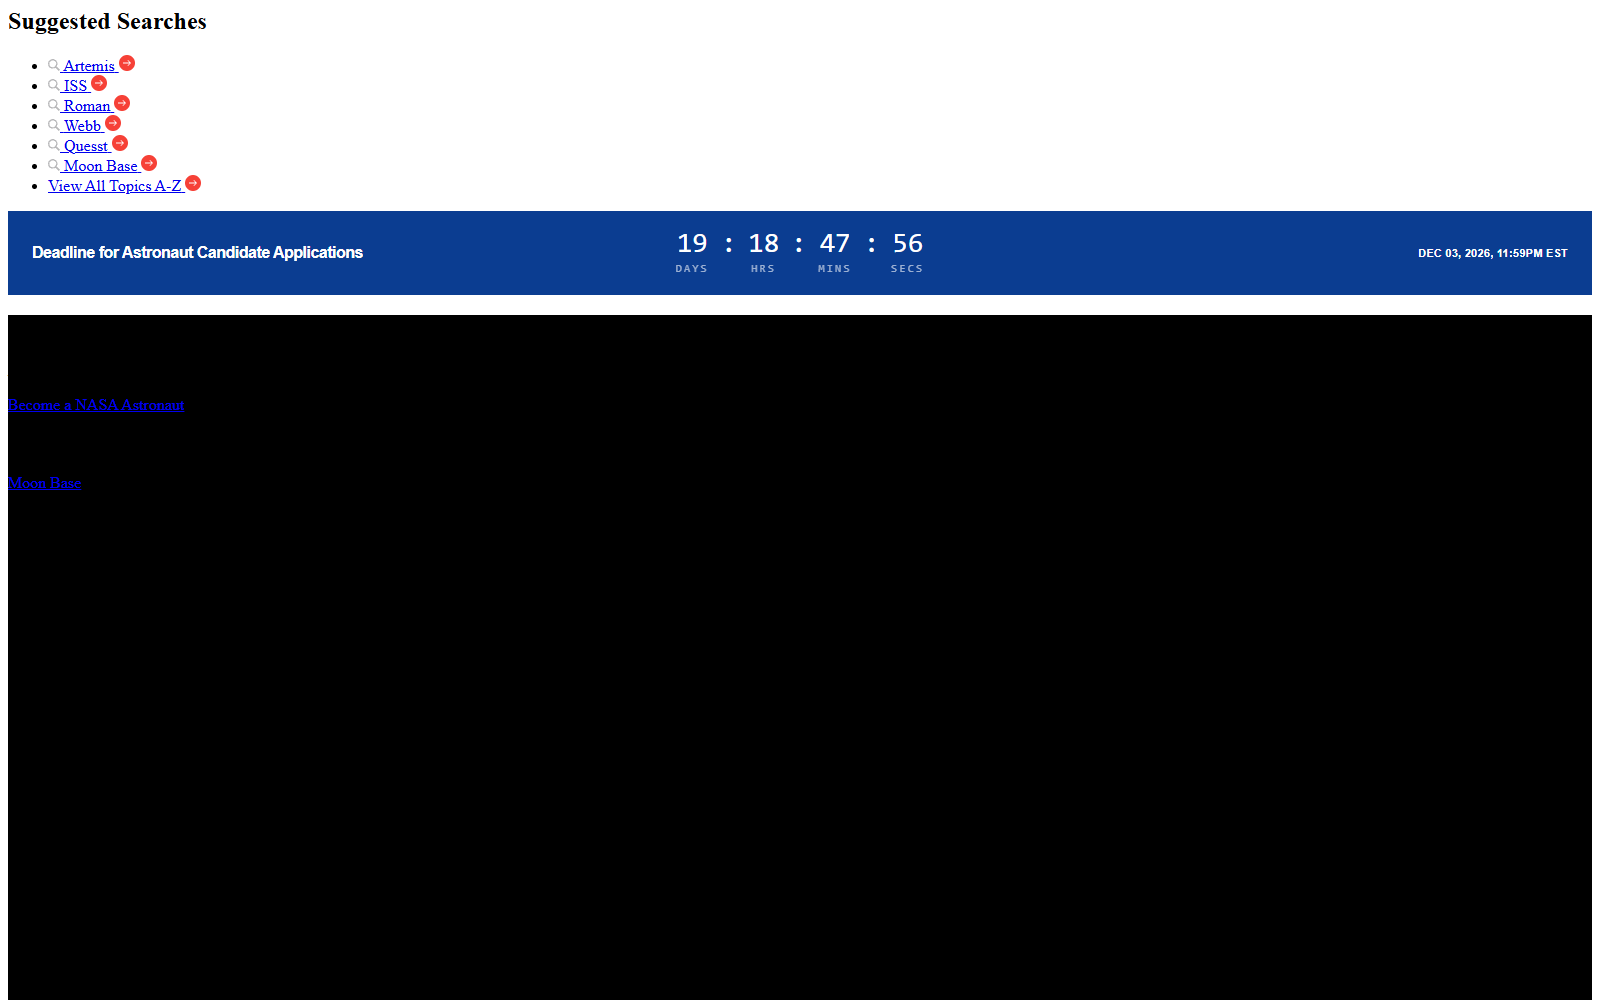 Suggested Searches
Artemis
ISS
Roman
Webb
Quesst
Moon Base
View All Topics A-Z
Deadline for Astronaut Candidate Applications
19 : 18 : 47 : 56
DAYS HRS MINS SECS
DEC 03, 2026, 11:59PM EST
Become a NASA Astronaut
Moon Base